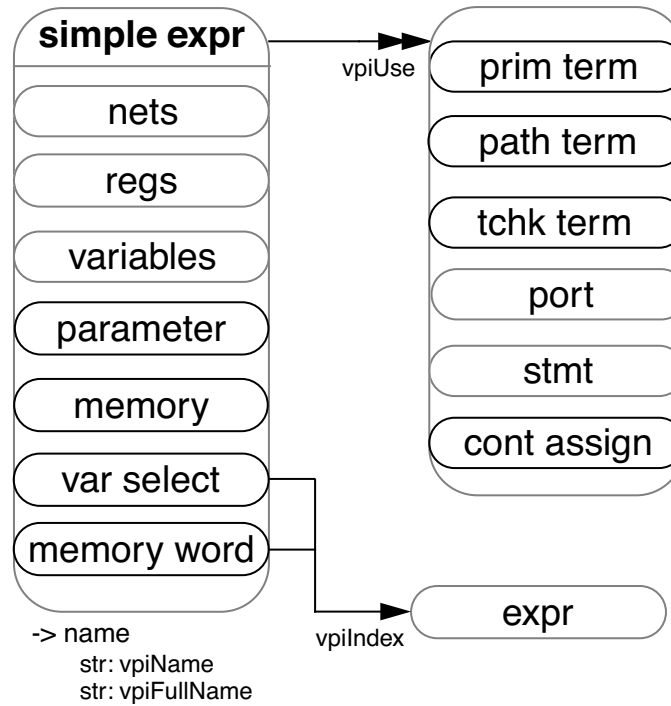 simple expr
nets
regs
variables
parameter
memory
var select
memory word
-> name
str: vpiName
str: vpiFullName
vpiUse
prim term
path term
tchk term
port
stmt
cont assign
vpiIndex
expr